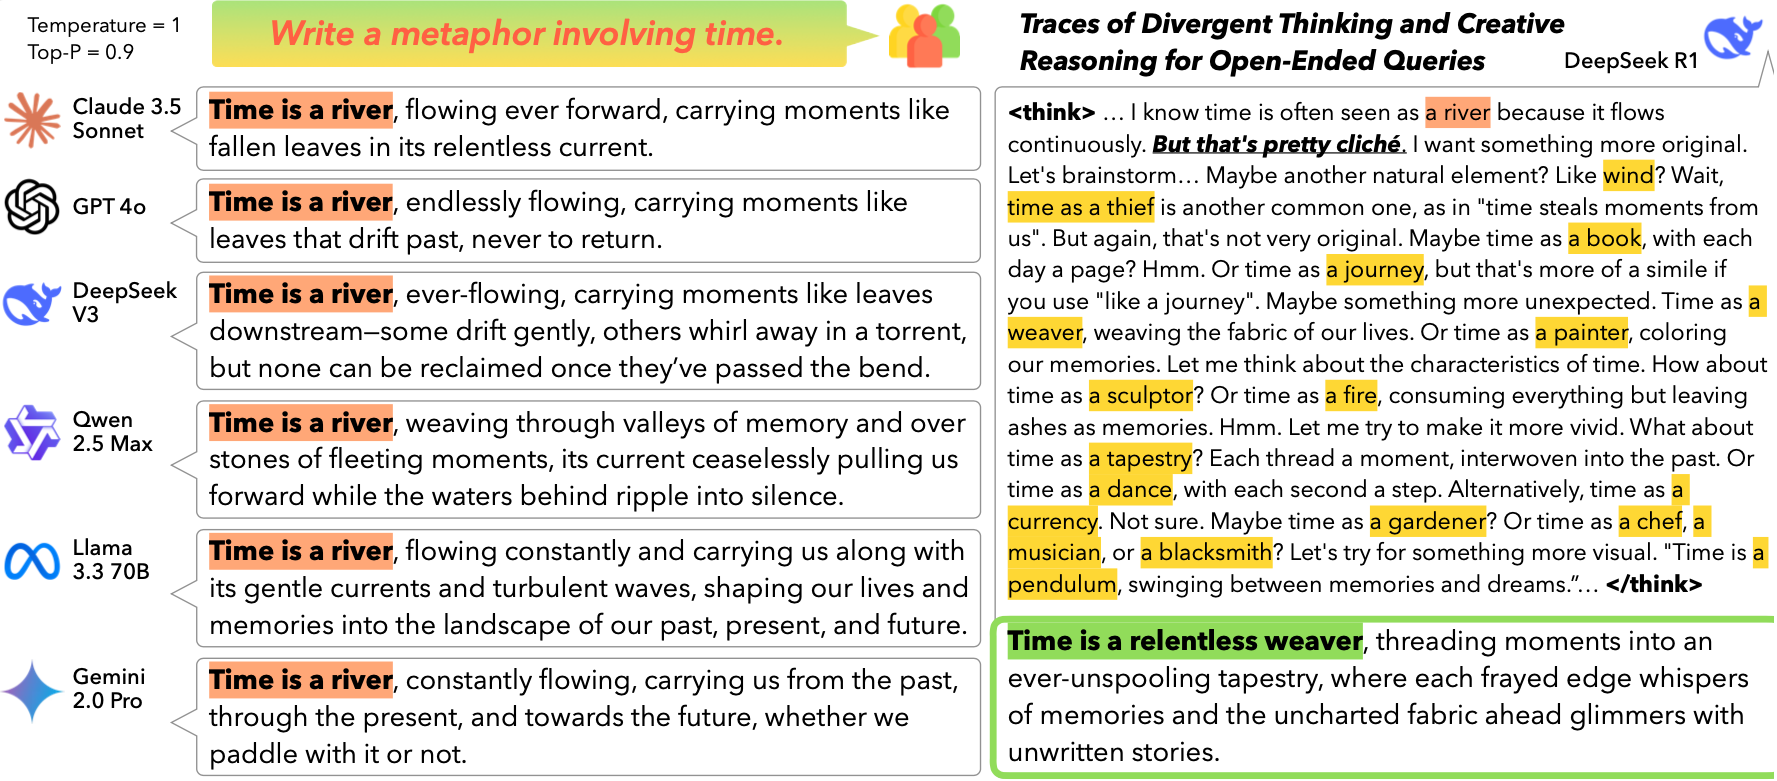 Temperature = 1
Top-P = 0.9
Write a metaphor involving time.
Claude 3.5
Sonnet
Time is a river, flowing ever forward, carrying moments like
fallen leaves in its relentless current.
GPT 4o
Time is a river, endlessly flowing, carrying moments like
leaves that drift past, never to return.
DeepSeek
V3
Time is a river, ever-flowing, carrying moments like leaves
downstream—some drift gently, others whirl away in a torrent,
but none can be reclaimed once they’ve passed the bend.
Qwen
2.5 Max
Time is a river, weaving through valleys of memory and over
stones of fleeting moments, its current ceaselessly pulling us
forward while the waters behind ripple into silence.
Llama
3.3 70B
Time is a river, flowing constantly and carrying us along with
its gentle currents and turbulent waves, shaping our lives and
memories into the landscape of our past, present, and future.
Gemini
2.0 Pro
Time is a river, constantly flowing, carrying us from the past,
through the present, and towards the future, whether we
paddle with it or not.
Traces of Divergent Thinking and Creative
Reasoning for Open-Ended Queries
DeepSeek R1
<think> … I know time is often seen as a river because it flows
continuously. But that's pretty cliché. I want something more original.
Let's brainstorm… Maybe another natural element? Like wind? Wait,
time as a thief is another common one, as in "time steals moments from
us". But again, that's not very original. Maybe time as a book, with each
day a page? Hmm. Or time as a journey, but that's more of a simile if
you use "like a journey". Maybe something more unexpected. Time as a
weaver, weaving the fabric of our lives. Or time as a painter, coloring
our memories. Let me think about the characteristics of time. How about
time as a sculptor? Or time as a fire, consuming everything but leaving
ashes as memories. Hmm. Let me try to make it more vivid. What about
time as a tapestry? Each thread a moment, interwoven into the past. Or
time as a dance, with each second a step. Alternatively, time as a
currency. Not sure. Maybe time as a gardener? Or time as a chef, a
musician, or a blacksmith? Let's try for something more visual. "Time is a
pendulum, swinging between memories and dreams.”… </think>
Time is a relentless weaver, threading moments into an
ever-unspooling tapestry, where each frayed edge whispers
of memories and the uncharted fabric ahead glimmers with
unwritten stories.